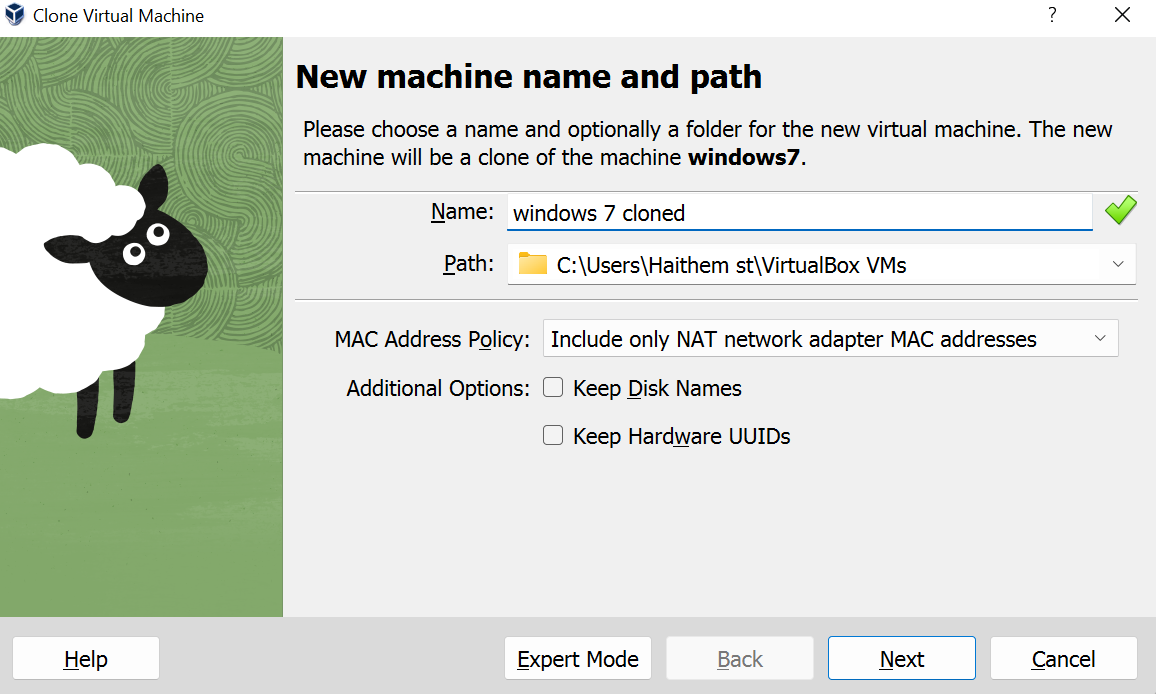 Clone Virtual Machine
?
New machine name and path
Please choose a name and optionally a folder for the new virtual machine. The new
machine will be a clone of the machine windows7.
Name: windows 7 cloned
Path: C:\Users\Haithem st\VirtualBox VMs
MAC Address Policy: Include only NAT network adapter MAC addresses
Additional Options: Keep Disk Names
Keep Hardware UUIDs
Help Expert Mode Back Next Cancel